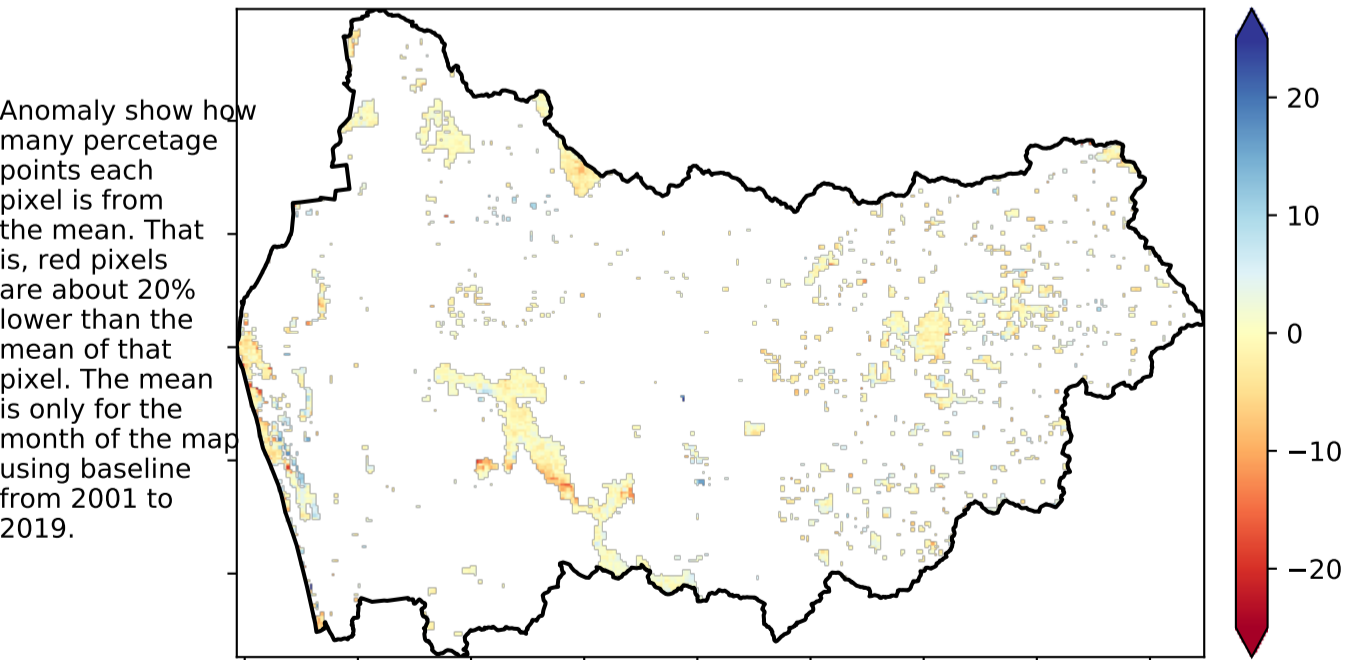 Anomaly show how
many percetage
points each
pixel is from
the mean. That
is, red pixels
are about 20%
lower than the
mean of that
pixel. The mean
is only for the
month of the map
using baseline
from 2001 to
2019.
20
10
0
−10
−20